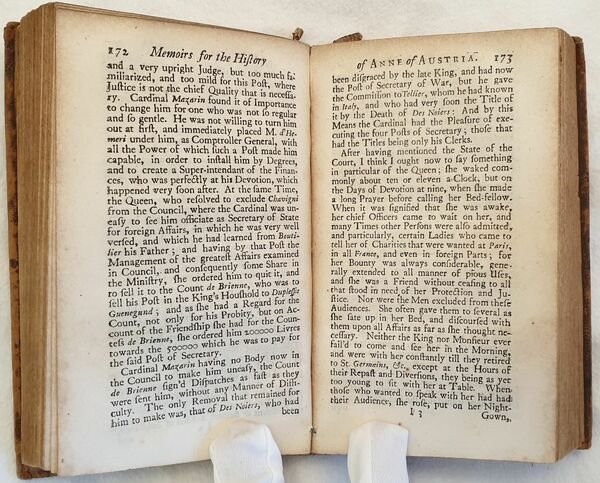 172 Memoirs for the History
and a very upright Judge, but too much fa-
miliarized, and too mild for this Post, where
Justice is not the chief Quality that is necessa-
ry. Cardinal Mazarin found it of Importance
to change him for one who was not so regular
and so gentle. He was not willing to turn him
out at first, and immediately placed M. d'He-
meri under him, as Comptroller General, with
all the Power of which such a Post made him
capable, in order to install him by Degrees,
and to create a Super-intendant of the Finan-
ces, who was perfectly at his Devotion, which
happened very soon after. At the same Time,
the Queen, who resolved to exclude Chavigni
from the Council, where the Cardinal was un-
easy to see him officiate as Secretary of State
for foreign Affairs, in which he was very well
versed, and which he had learned from Bouti-
lier his Father; and having by that Post the
Management of the greatest Affairs examined
in Council, and consequently some Share in
the Ministry, she ordered him to quit it, and
to sell it to the Count de Brienne, who was to
sell his Post in the King's Houshold to Duplessie
Guenegund; and as she had a Regard for the
Count, not only for his Probity, but on Ac-
count of the Friendship she had for the Coun-
tess de Brienne, she ordered him 200000 Livres
towards the 500000 which he was to pay for
the said Post of Secretary.
Cardinal Mazarin having no Body now in
the Council to make him uneasy, the Count
de Brienne sign'd Dispatches as fast as they
were sent him, without any Manner of Diffi-
culty. The only Removal that remained for
him to make was, that of Des Noiers, who had
been
of ANNE of AUSTRIA. 173
been disgraced by the late King, and had now
the Post of Secretary of War, but he gave
the Commission to Tellier, whom he had known
in Italy, and who had very soon the Title of
it by the Death of Des Noiers: And by this
Means the Cardinal had the Pleasure of exe-
cuting the four Posts of Secretary; those that
had the Titles being only his Clerks.
After having mentioned the State of the
Court, I think I ought now to say something
in particular of the Queen; she waked com-
monly about ten or eleven a-Clock, but on
the Days of Devotion at nine, when she made
a long Prayer before calling her Bed-fellow.
When it was signified that she was awake,
her chief Officers came to wait on her, and
many Times other Persons were also admitted,
and particularly, certain Ladies who came to
tell her of Charities that were wanted at Paris,
in all France, and even in foreign Parts; for
her Bounty was always considerable, gene-
rally extended to all manner of pious Uses,
and she was a Friend without ceasing to all
that stood in need of her Protection and Ju-
stice. Nor were the Men excluded from these
Audiences. She often gave them to several as
she sate up in her Bed, and discoursed with
them upon all Affairs as far as she thought ne-
cessary. Neither the King nor Monsieur ever
fail'd to come and see her in the Morning,
and were with her constantly till they retired
to St. Germains, &c. except at the Hours of
their Repast and Diversions, they being as yet
too young to sit with her at Table. When
those who wanted to speak with her had had
their Audience, she rose, put on her Night-
I 3 Gown,